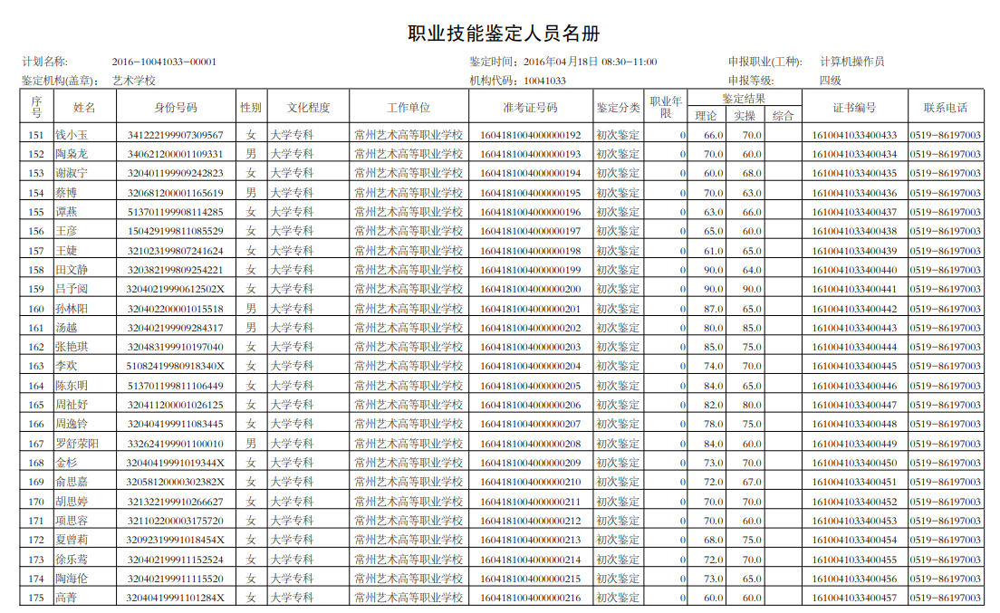 职业技能鉴定人员名册
计划名称: 2016-10041033-00001 鉴定时间: 2016年04月18日 08:30-11:00 申报职业(工种): 计算机操作员
鉴定机构(盖章): 艺术学校 机构代码: 10041033 申报等级: 四级
序号 姓名 身份号码 性别 文化程度 工作单位 准考证号码 鉴定分类 职业年限 鉴定结果 证书编号 联系电话
理论 实操 综合
151 钱小玉 341222199907309567 女 大学专科 常州艺术高等职业学校 1604181004000000192 初次鉴定 0 66.0 70.0 1610041033400433 0519-86197003
152 陶枭龙 340621200001109331 男 大学专科 常州艺术高等职业学校 1604181004000000193 初次鉴定 0 70.0 60.0 1610041033400434 0519-86197003
153 谢淑宁 320401199909242823 女 大学专科 常州艺术高等职业学校 1604181004000000194 初次鉴定 0 60.0 68.0 1610041033400435 0519-86197003
154 蔡博 320681200001165619 男 大学专科 常州艺术高等职业学校 1604181004000000195 初次鉴定 0 70.0 63.0 1610041033400436 0519-86197003
155 谭燕 513701199908114285 女 大学专科 常州艺术高等职业学校 1604181004000000196 初次鉴定 0 63.0 66.0 1610041033400437 0519-86197003
156 王彦 150429199811085529 女 大学专科 常州艺术高等职业学校 1604181004000000197 初次鉴定 0 65.0 60.0 1610041033400438 0519-86197003
157 王婕 321023199807241624 女 大学专科 常州艺术高等职业学校 1604181004000000198 初次鉴定 0 61.0 65.0 1610041033400439 0519-86197003
158 田文静 320382199809254221 女 大学专科 常州艺术高等职业学校 1604181004000000199 初次鉴定 0 90.0 64.0 1610041033400440 0519-86197003
159 吕予阅 32040219990612502X 女 大学专科 常州艺术高等职业学校 1604181004000000200 初次鉴定 0 90.0 90.0 1610041033400441 0519-86197003
160 孙林阳 320402200001015518 男 大学专科 常州艺术高等职业学校 1604181004000000201 初次鉴定 0 87.0 65.0 1610041033400442 0519-86197003
161 汤越 320402199909284317 男 大学专科 常州艺术高等职业学校 1604181004000000202 初次鉴定 0 80.0 85.0 1610041033400443 0519-86197003
162 张艳琪 320483199910197040 女 大学专科 常州艺术高等职业学校 1604181004000000203 初次鉴定 0 85.0 75.0 1610041033400444 0519-86197003
163 李欢 51082419980918340X 女 大学专科 常州艺术高等职业学校 1604181004000000204 初次鉴定 0 74.0 70.0 1610041033400445 0519-86197003
164 陈东明 513701199811106449 女 大学专科 常州艺术高等职业学校 1604181004000000205 初次鉴定 0 84.0 65.0 1610041033400446 0519-86197003
165 周祉妤 320411200001026125 女 大学专科 常州艺术高等职业学校 1604181004000000206 初次鉴定 0 82.0 80.0 1610041033400447 0519-86197003
166 周逸铃 320404199911083445 女 大学专科 常州艺术高等职业学校 1604181004000000207 初次鉴定 0 78.0 75.0 1610041033400448 0519-86197003
167 罗舒荥阳 332624199901100010 男 大学专科 常州艺术高等职业学校 1604181004000000208 初次鉴定 0 84.0 60.0 1610041033400449 0519-86197003
168 金杉 32040419991019344X 女 大学专科 常州艺术高等职业学校 1604181004000000209 初次鉴定 0 73.0 70.0 1610041033400450 0519-86197003
169 俞思嘉 32058120000302382X 女 大学专科 常州艺术高等职业学校 1604181004000000210 初次鉴定 0 72.0 67.0 1610041033400451 0519-86197003
170 胡思婷 321322199910266627 女 大学专科 常州艺术高等职业学校 1604181004000000211 初次鉴定 0 70.0 70.0 1610041033400452 0519-86197003
171 项思容 321102200003175720 女 大学专科 常州艺术高等职业学校 1604181004000000212 初次鉴定 0 70.0 60.0 1610041033400453 0519-86197003
172 夏曾莉 32092319991018454X 女 大学专科 常州艺术高等职业学校 1604181004000000213 初次鉴定 0 68.0 75.0 1610041033400454 0519-86197003
173 徐乐莺 320402199911152524 女 大学专科 常州艺术高等职业学校 1604181004000000214 初次鉴定 0 72.0 70.0 1610041033400455 0519-86197003
174 陶海伦 320402199911115520 女 大学专科 常州艺术高等职业学校 1604181004000000215 初次鉴定 0 73.0 65.0 1610041033400456 0519-86197003
175 高菁 32040419991101284X 女 大学专科 常州艺术高等职业学校 1604181004000000216 初次鉴定 0 60.0 60.0 1610041033400457 0519-86197003